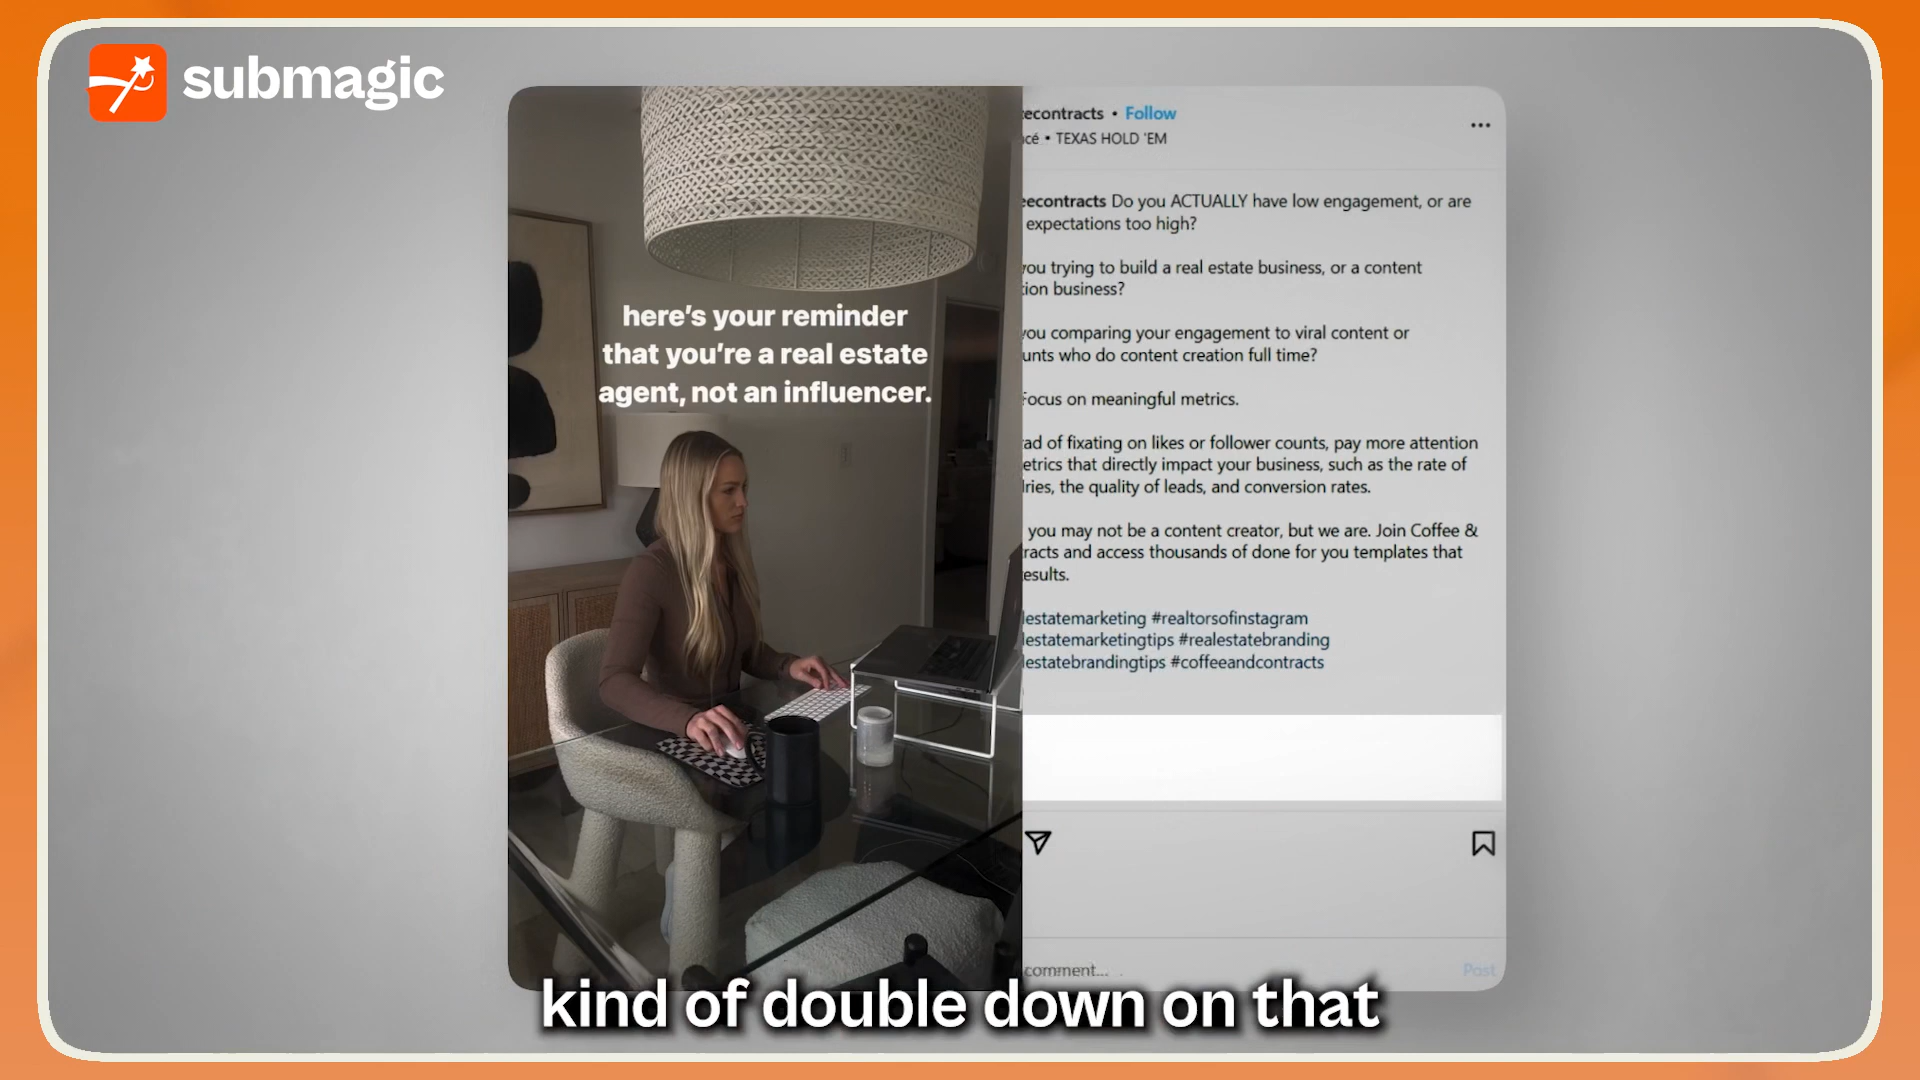 submagic
here's your reminder
that you're a real estate
agent, not an influencer.
econtracts • Follow
cé • TEXAS HOLD 'EM
eecontracts Do you ACTUALLY have low engagement, or are
expectations too high?
you trying to build a real estate business, or a content
ion business?
you comparing your engagement to viral content or
unts who do content creation full time?
Focus on meaningful metrics.
ad of fixating on likes or follower counts, pay more attention
etrics that directly impact your business, such as the rate of
iries, the quality of leads, and conversion rates.
you may not be a content creator, but we are. Join Coffee &
racts and access thousands of done for you templates that
esults.
lestatemarketing #realtorsofinstagram
lestatemarketingtips #realestatebranding
lestatebrandingtips #coffeeandcontracts
comment...
Post
kind of double down on that